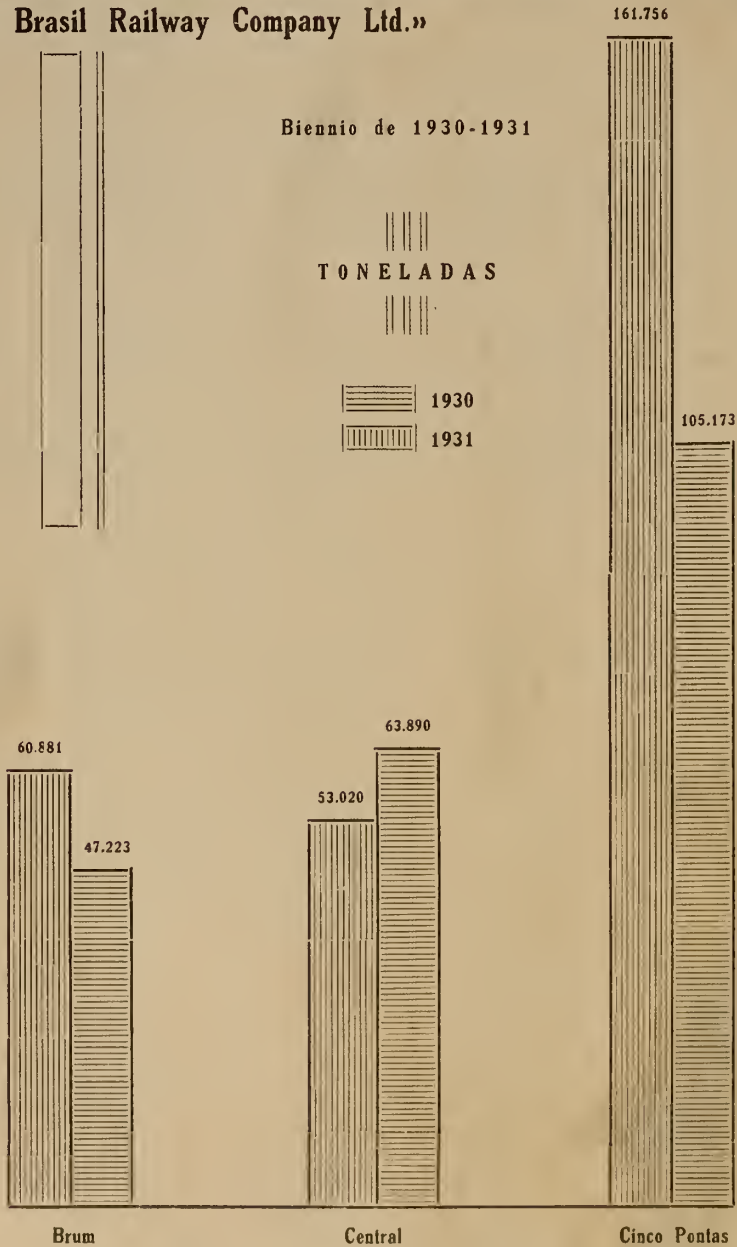 Brasil Railway Company Ltd.»
161.756
Biennio de 1930-1931
TONELADAS
1930
1931
105.173
60.881
47.223
53.020
63.890
Brum
Central
Cinco Pontas